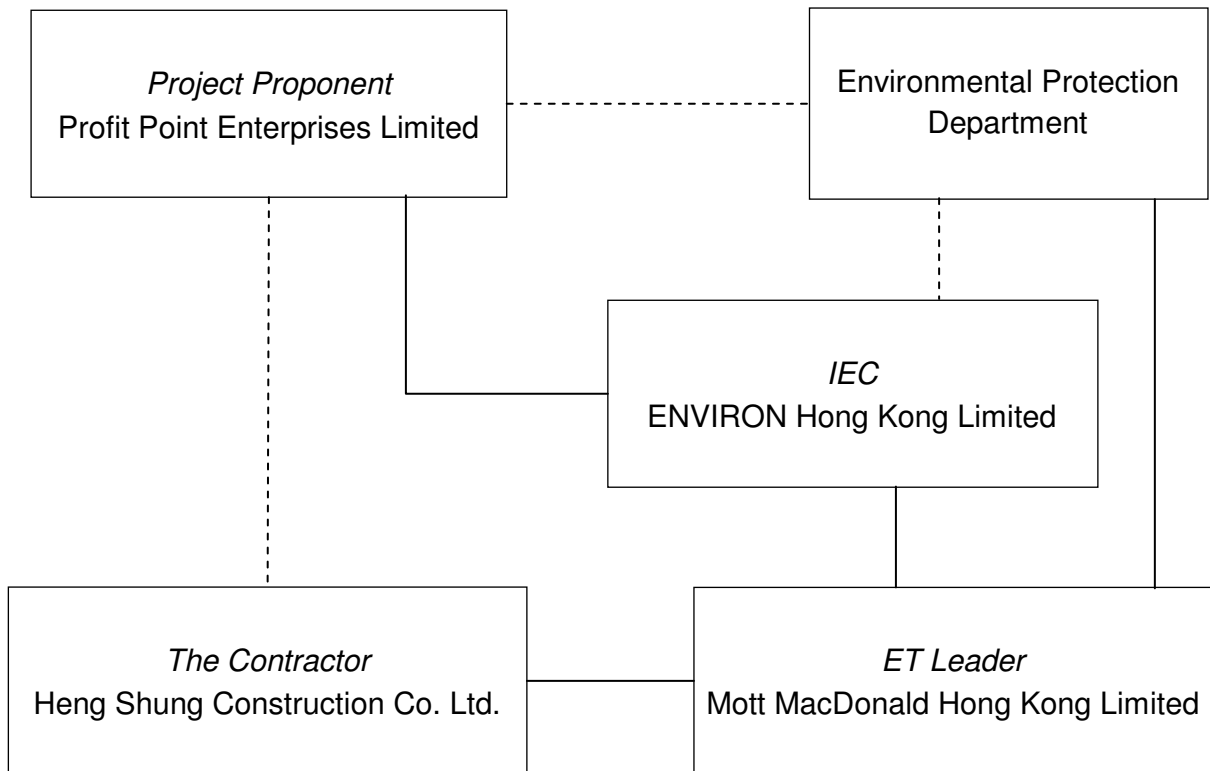 Project Proponent
Profit Point Enterprises Limited
Environmental Protection
Department
IEC
ENVIRON Hong Kong Limited
The Contractor
Heng Shung Construction Co. Ltd.
ET Leader
Mott MacDonald Hong Kong Limited